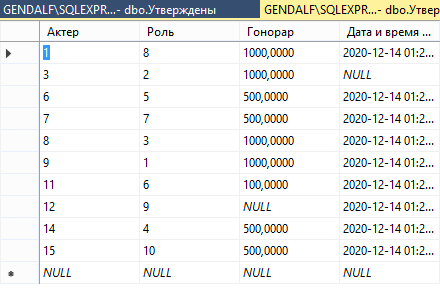 GENDALF\SQLEXPR...- dbo.Утверждены GENDALF\SQLEXPR...- dbo.Утв
Актер Роль Гонорар Дата и время ...
1 8 1000,0000 2020-12-14 01:2...
3 2 1000,0000 NULL
6 5 500,0000 2020-12-14 01:2...
7 7 500,0000 2020-12-14 01:2...
8 3 1000,0000 2020-12-14 01:2...
9 1 1000,0000 2020-12-14 01:2...
11 6 100,0000 2020-12-14 01:2...
12 9 NULL 2020-12-14 01:2...
14 4 500,0000 2020-12-14 01:2...
15 10 500,0000 2020-12-14 01:2...
NULL NULL NULL NULL